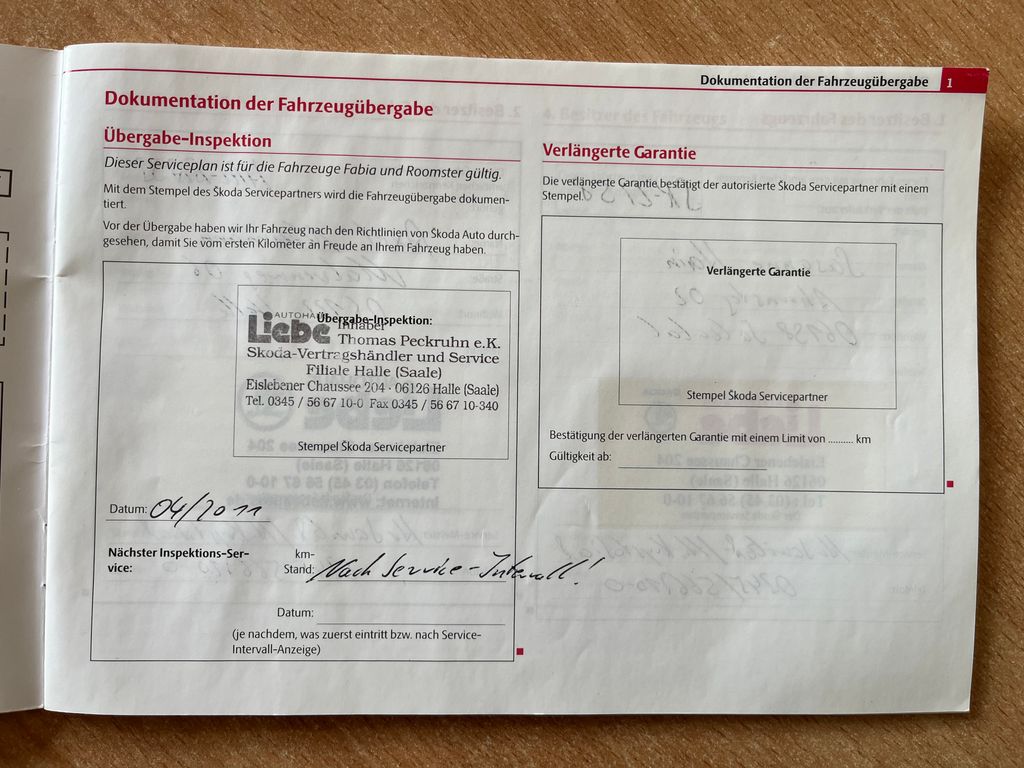 Dokumentation der Fahrzeugübergabe 1
Dokumentation der Fahrzeugübergabe
Übergabe-Inspektion
Dieser Serviceplan ist für die Fahrzeuge Fabia und Roomster gültig.
Mit dem Stempel des Škoda Servicepartners wird die Fahrzeugübergabe dokumen-
tiert.
Vor der Übergabe haben wir Ihr Fahrzeug nach den Richtlinien von Škoda Auto durch-
gesehen, damit Sie vom ersten Kilometer an Freude an Ihrem Fahrzeug haben.
Übergabe-Inspektion:
AUTOHA
Liebe Inhaber
Thomas Peckruhn e.K.
Skoda-Vertragshändler und Service
Filiale Halle (Saale)
Eislebener Chaussee 204 · 06126 Halle (Saale)
Tel. 0345 / 56 67 10-0 Fax 0345 / 56 67 10-340
Stempel Škoda Servicepartner
Datum: 04/2011
Nächster Inspektions-Ser-
vice:
km-
Stand: Nach Service-Intervall!
Datum:
(je nachdem, was zuerst eintritt bzw. nach Service-
Intervall-Anzeige)
Verlängerte Garantie
Die verlängerte Garantie bestätigt der autorisierte Škoda Servicepartner mit einem
Stempel.
Verlängerte Garantie
Stempel Škoda Servicepartner
Bestätigung der verlängerten Garantie mit einem Limit von .......... km
Gültigkeit ab: